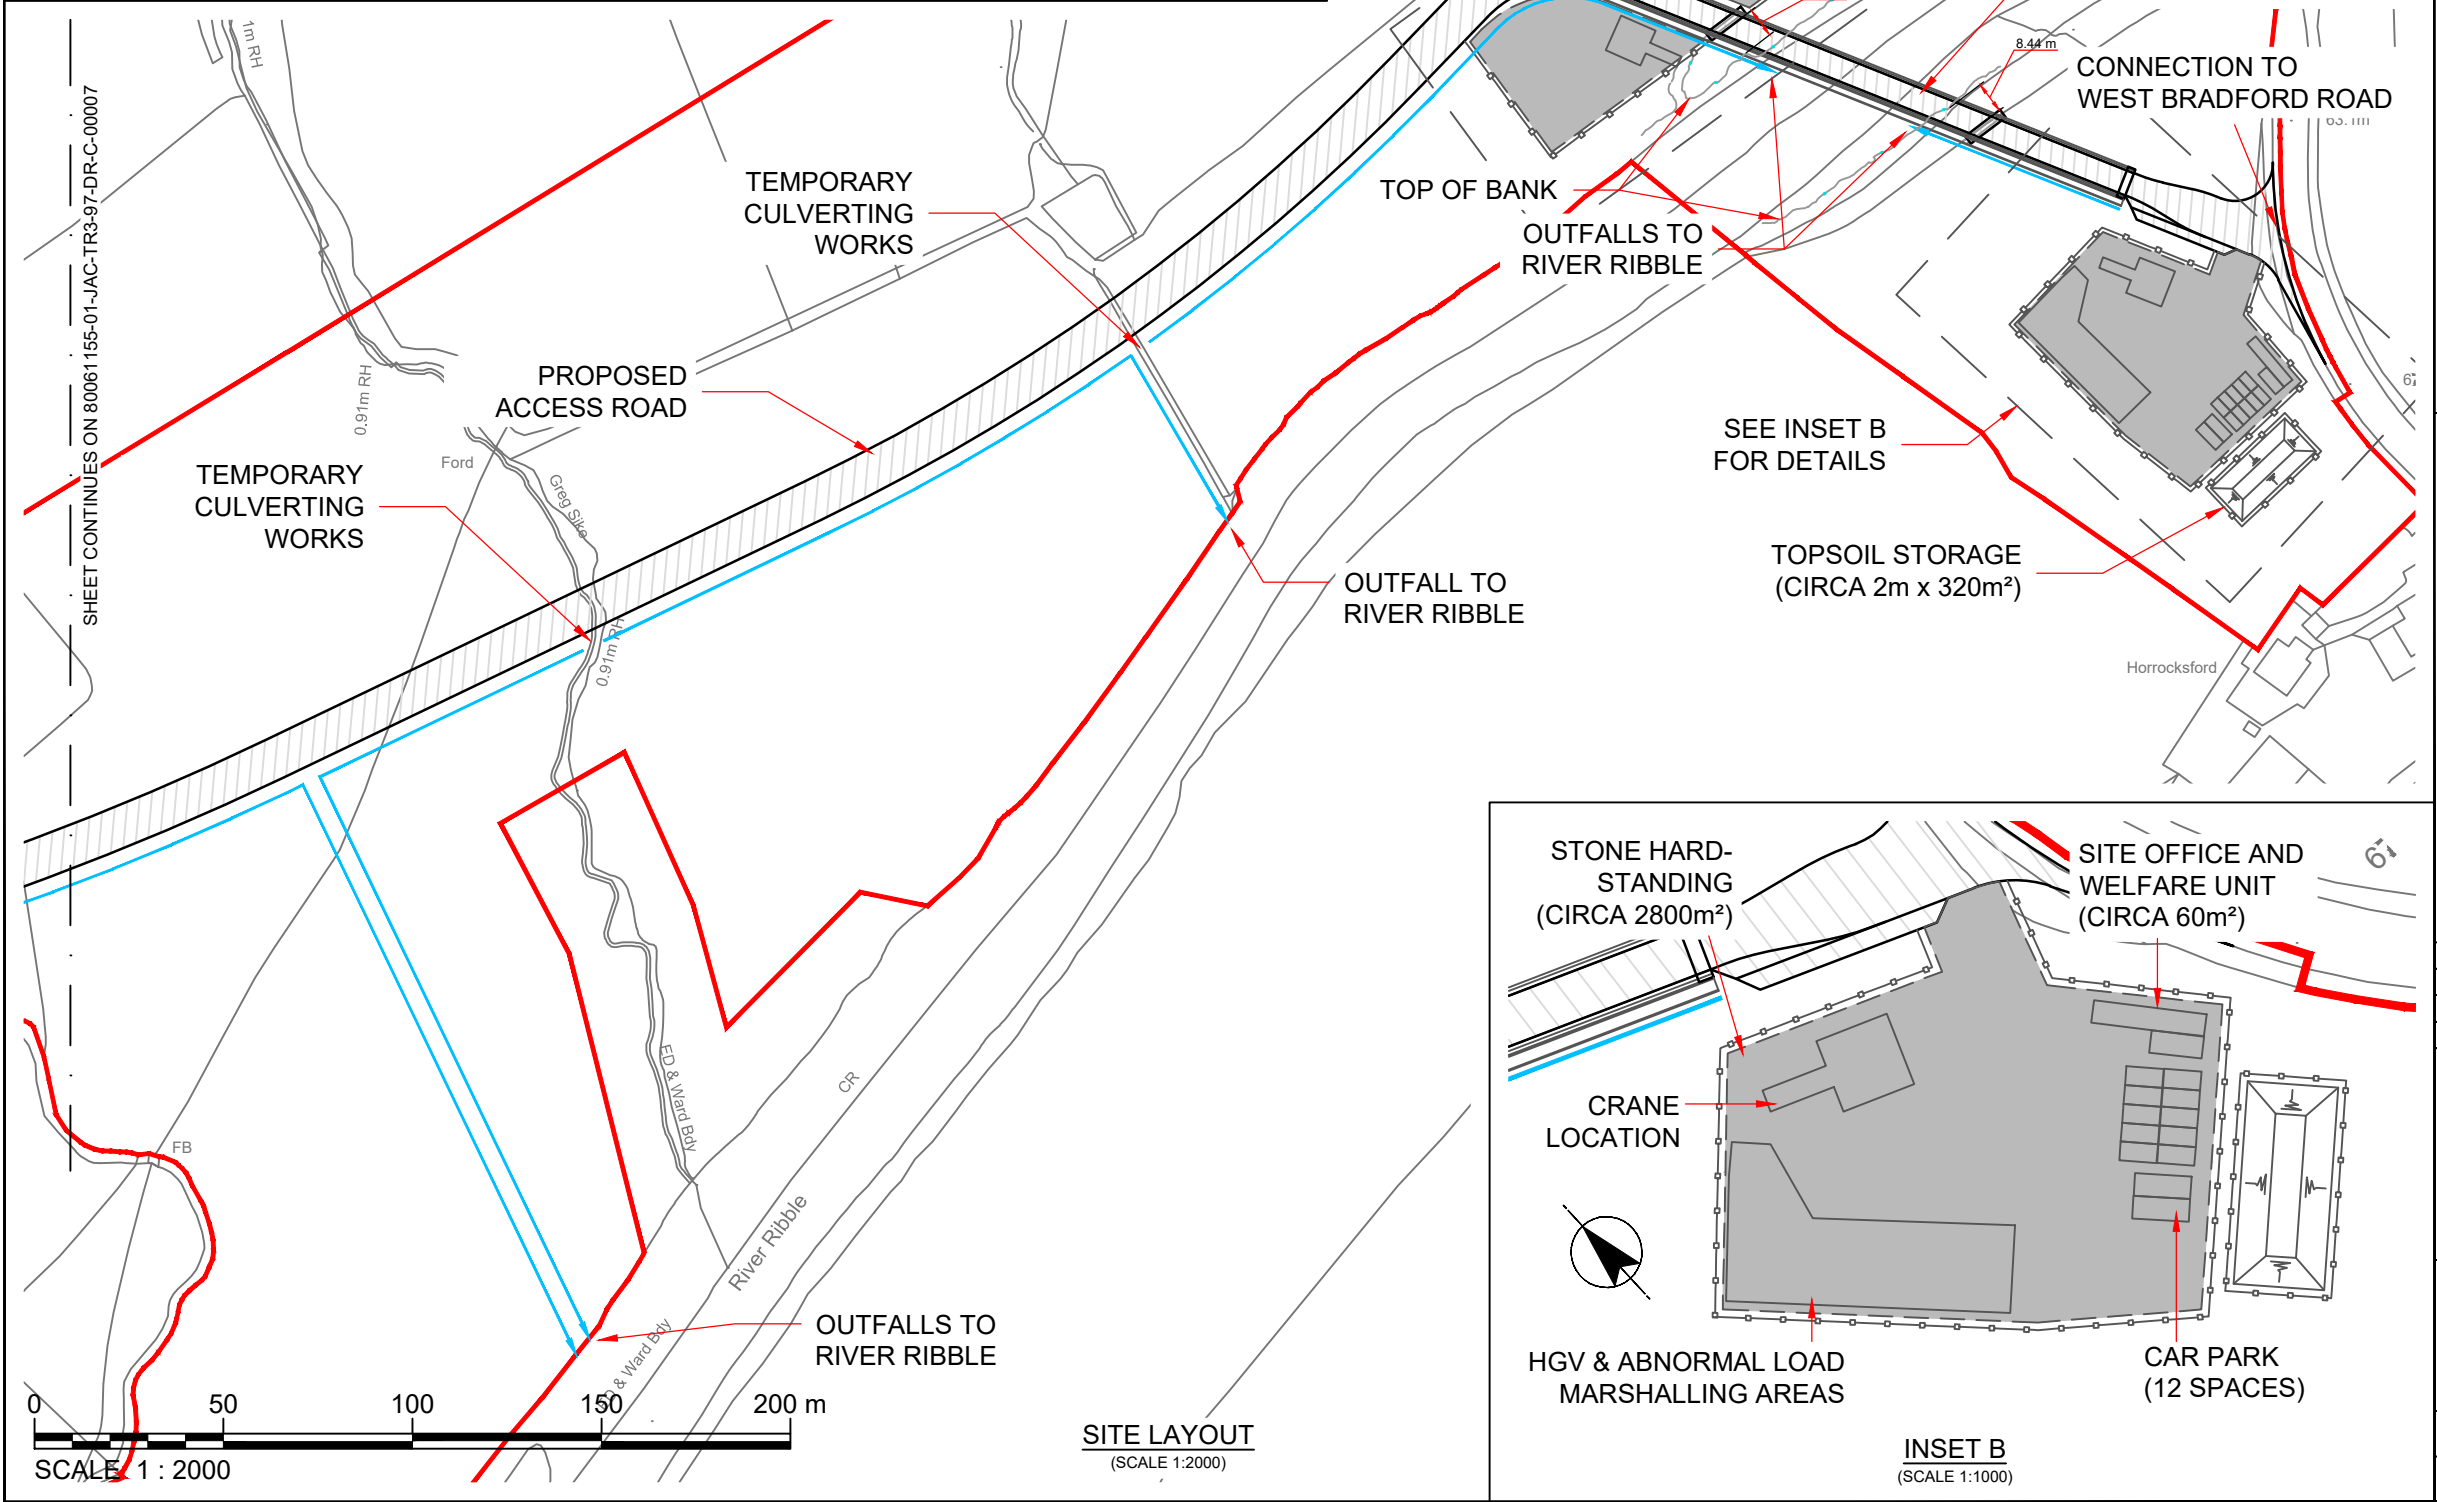 SHEET CONTINUES ON 80061155-01-JAC-TR3-97-DR-C-00007
1m RH
0.91m RH
Ford
Greg Sike
0.91m RH
TEMPORARY
CULVERTING
WORKS
PROPOSED
ACCESS ROAD
TEMPORARY
CULVERTING
WORKS
8.44 m
CONNECTION TO
WEST BRADFORD ROAD
63.1m
TOP OF BANK
OUTFALLS TO
RIVER RIBBLE
SEE INSET B
FOR DETAILS
TOPSOIL STORAGE
(CIRCA 2m x 320m²)
OUTFALL TO
RIVER RIBBLE
Horrocksford
FB
ED & Ward Bdy
CR
River Ribble
ED & Ward Bdy
OUTFALLS TO
RIVER RIBBLE
0 50 100 150 200 m
SCALE 1 : 2000
SITE LAYOUT
(SCALE 1:2000)
STONE HARD-
STANDING
(CIRCA 2800m²)
SITE OFFICE AND
WELFARE UNIT
(CIRCA 60m²)
CRANE
LOCATION
HGV & ABNORMAL LOAD
MARSHALLING AREAS
CAR PARK
(12 SPACES)
INSET B
(SCALE 1:1000)